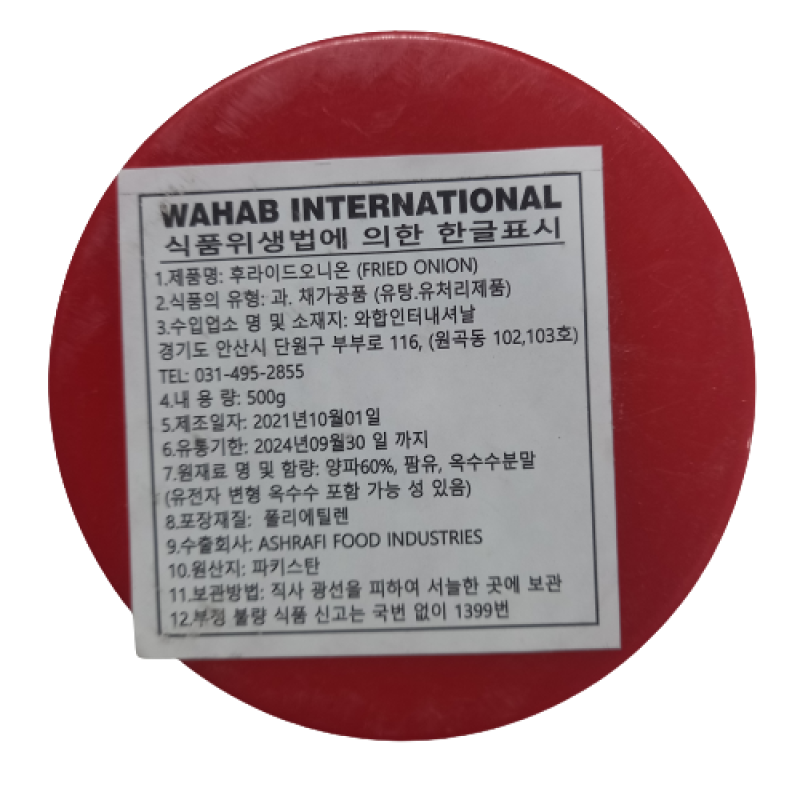 WAHAB INTERNATIONAL
식품위생법에 의한 한글표시
1.제품명: 후라이드오니온 (FRIED ONION)
2.식품의 유형: 과. 채가공품 (유탕.유처리제품)
3.수입업소 명 및 소재지: 와합인터내셔날
경기도 안산시 단원구 부부로 116, (원곡동 102,103호)
TEL: 031-495-2855
4.내 용 량: 500g
5.제조일자: 2021년10월01일
6.유통기한: 2024년09월30 일 까지
7.원재료 명 및 함량: 양파60%, 팜유, 옥수수분말
(유전자 변형 옥수수 포함 가능 성 있음)
8.포장재질: 폴리에틸렌
9.수출회사: ASHRAFI FOOD INDUSTRIES
10.원산지: 파키스탄
11.보관방법: 직사 광선을 피하여 서늘한 곳에 보관
12.부정 불량 식품 신고는 국번 없이 1399번